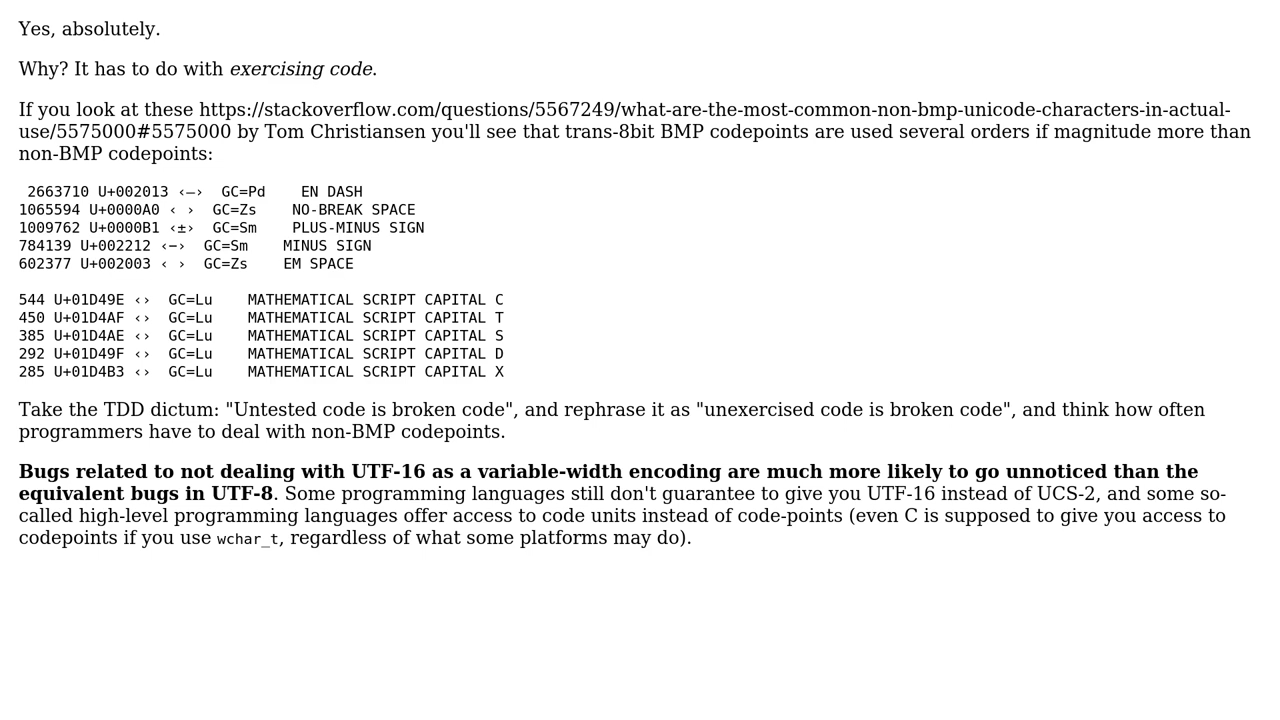 Yes, absolutely.
Why? It has to do with exercising code.
If you look at these https://stackoverflow.com/questions/5567249/what-are-the-most-common-non-bmp-unicode-characters-in-actual-
use/5575000#5575000 by Tom Christiansen you'll see that trans-8bit BMP codepoints are used several orders if magnitude more than
non-BMP codepoints:
2663710 U+002013 ‹–›  GC=Pd    EN DASH
1065594 U+0000A0 ‹ ›  GC=Zs    NO-BREAK SPACE
1009762 U+0000B1 ‹±›  GC=Sm    PLUS-MINUS SIGN
784139 U+002212 ‹−›  GC=Sm    MINUS SIGN
602377 U+002003 ‹ ›  GC=Zs    EM SPACE
544 U+01D49E ‹›  GC=Lu    MATHEMATICAL SCRIPT CAPITAL C
450 U+01D4AF ‹›  GC=Lu    MATHEMATICAL SCRIPT CAPITAL T
385 U+01D4AE ‹›  GC=Lu    MATHEMATICAL SCRIPT CAPITAL S
292 U+01D49F ‹›  GC=Lu    MATHEMATICAL SCRIPT CAPITAL D
285 U+01D4B3 ‹›  GC=Lu    MATHEMATICAL SCRIPT CAPITAL X
Take the TDD dictum: "Untested code is broken code", and rephrase it as "unexercised code is broken code", and think how often
programmers have to deal with non-BMP codepoints.
Bugs related to not dealing with UTF-16 as a variable-width encoding are much more likely to go unnoticed than the
equivalent bugs in UTF-8. Some programming languages still don't guarantee to give you UTF-16 instead of UCS-2, and some so-
called high-level programming languages offer access to code units instead of code-points (even C is supposed to give you access to
codepoints if you use wchar_t, regardless of what some platforms may do).